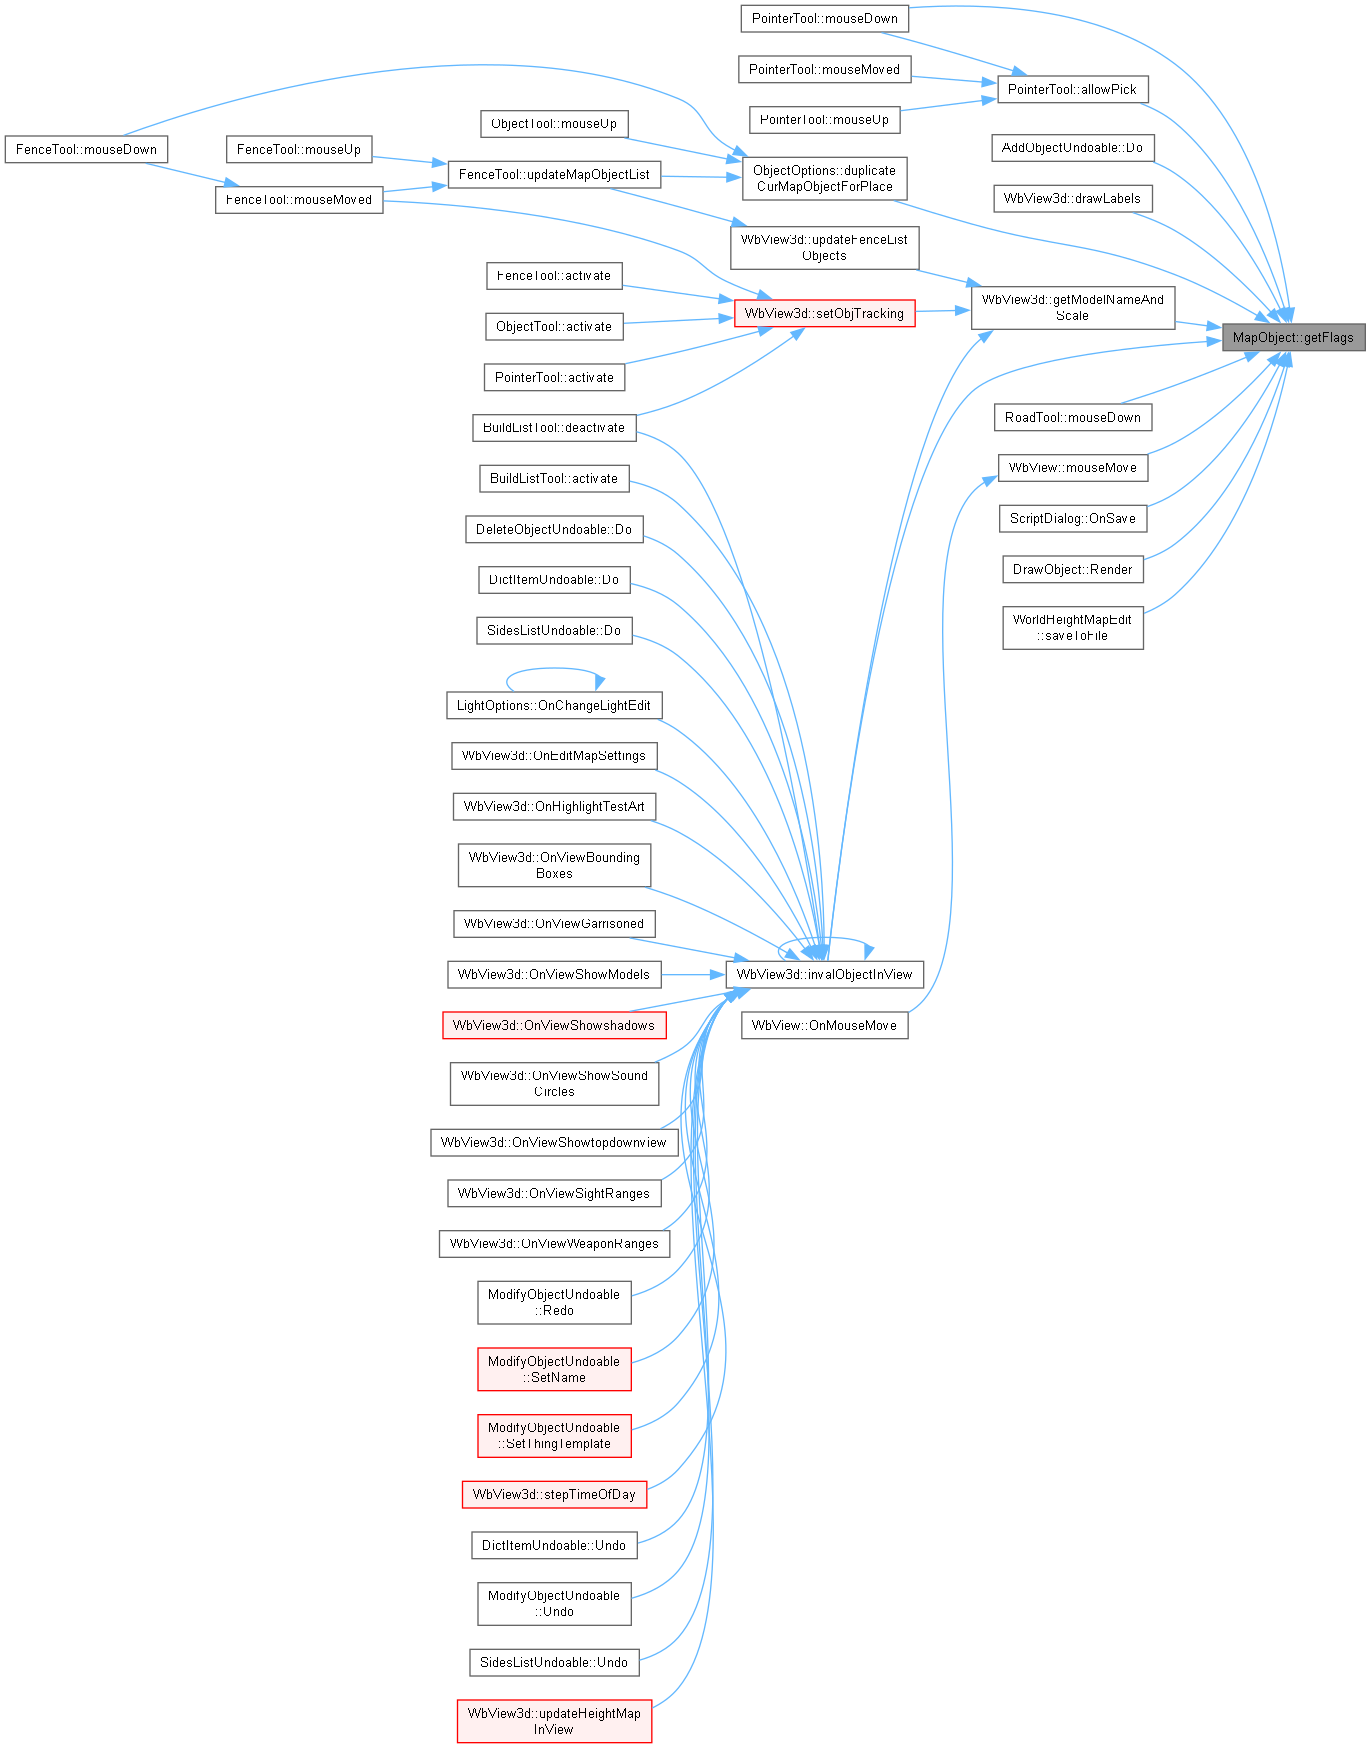 PointerTool::mouseDown
PointerTool::mouseMoved
PointerTool::allowPick
PointerTool::mouseUp
ObjectTool::mouseUp
FenceTool::mouseDown
FenceTool::mouseUp
AddObjectUndoable::Do
FenceTool::updateMapObjectList
ObjectOptions::duplicate
CurMapObjectForPlace
FenceTool::mouseMoved
WbView3d::drawLabels
WbView3d::updateFenceList
Objects
FenceTool::activate
WbView3d::getModelNameAnd
Scale
WbView3d::setObjTracking
ObjectTool::activate
MapObject::getFlags
PointerTool::activate
RoadTool::mouseDown
BuildListTool::deactivate
WbView::mouseMove
BuildListTool::activate
ScriptDialog::OnSave
DeleteObjectUndoable::Do
DrawObject::Render
DictItemUndoable::Do
WorldHeightMapEdit
::saveToFile
SidesListUndoable::Do
LightOptions::OnChangeLightEdit
WbView3d::OnEditMapSettings
WbView3d::OnHighlightTestArt
WbView3d::OnViewBounding
Boxes
WbView3d::OnViewGarrisoned
WbView3d::OnViewShowModels
WbView3d::invalObjectInView
WbView3d::OnViewShowshadows
WbView::OnMouseMove
WbView3d::OnViewShowSound
Circles
WbView3d::OnViewShowtopdownview
WbView3d::OnViewSightRanges
WbView3d::OnViewWeaponRanges
ModifyObjectUndoable
::Redo
ModifyObjectUndoable
::SetName
ModifyObjectUndoable
::SetThingTemplate
WbView3d::stepTimeOfDay
DictItemUndoable::Undo
ModifyObjectUndoable
::Undo
SidesListUndoable::Undo
WbView3d::updateHeightMap
InView